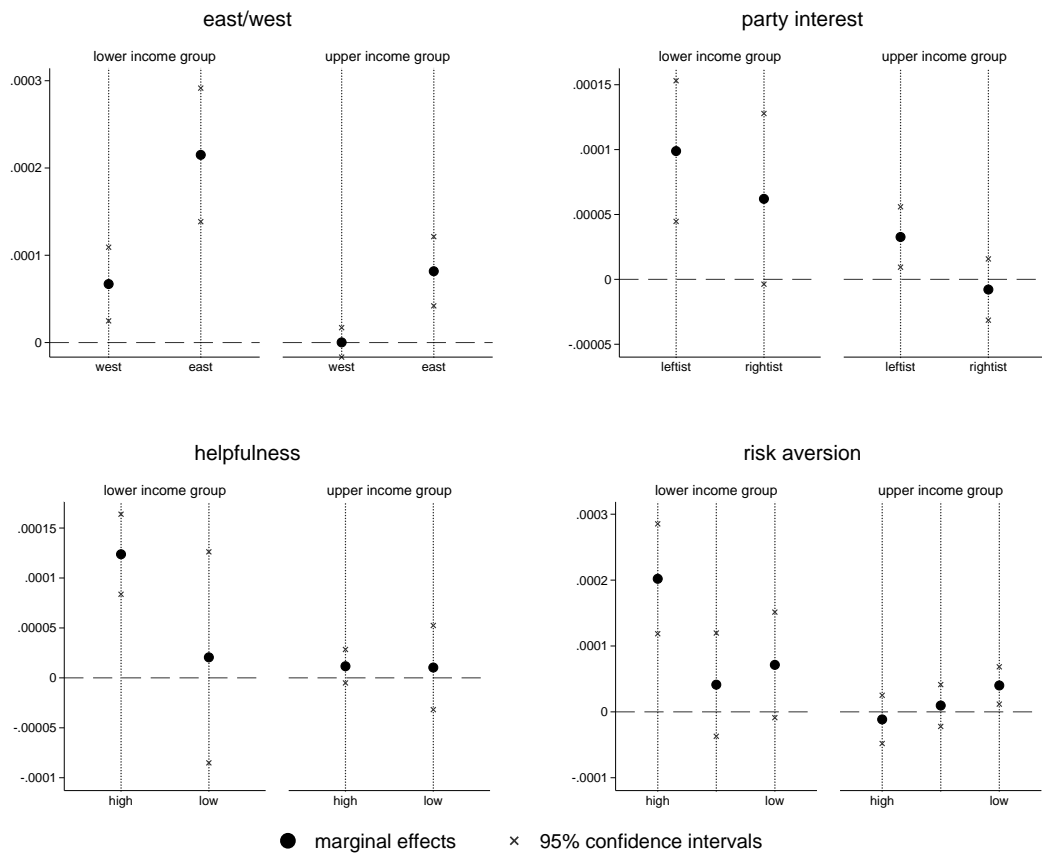 east/west
lower income group
upper income group
.0003
.0002
.0001
0
west
east
west
east
party interest
lower income group
upper income group
.00015
.0001
.00005
0
-.00005
leftist
rightist
leftist
rightist
helpfulness
lower income group
upper income group
.00015
.0001
.00005
0
-.00005
-.0001
high
low
high
low
risk aversion
lower income group
upper income group
.0003
.0002
.0001
0
-.0001
high
low
high
low
marginal effects
95% confidence intervals